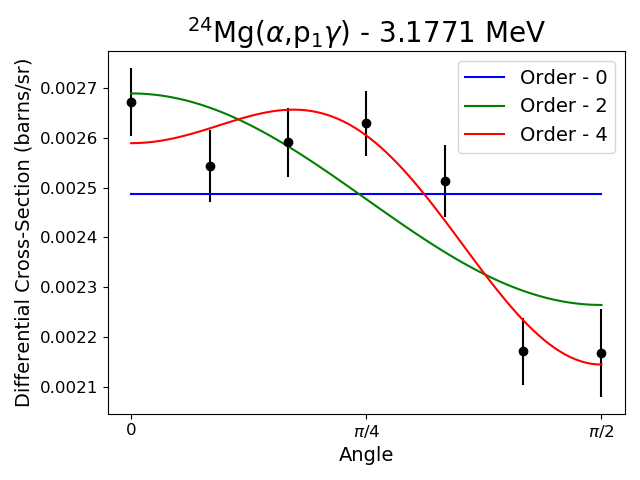 ²⁴Mg(α,p₁γ) - 3.1771 MeV
Order - 0
Order - 2
Order - 4
Differential Cross-Section (barns/sr)
0.0027
0.0026
0.0025
0.0024
0.0023
0.0022
0.0021
0
π/4
π/2
Angle